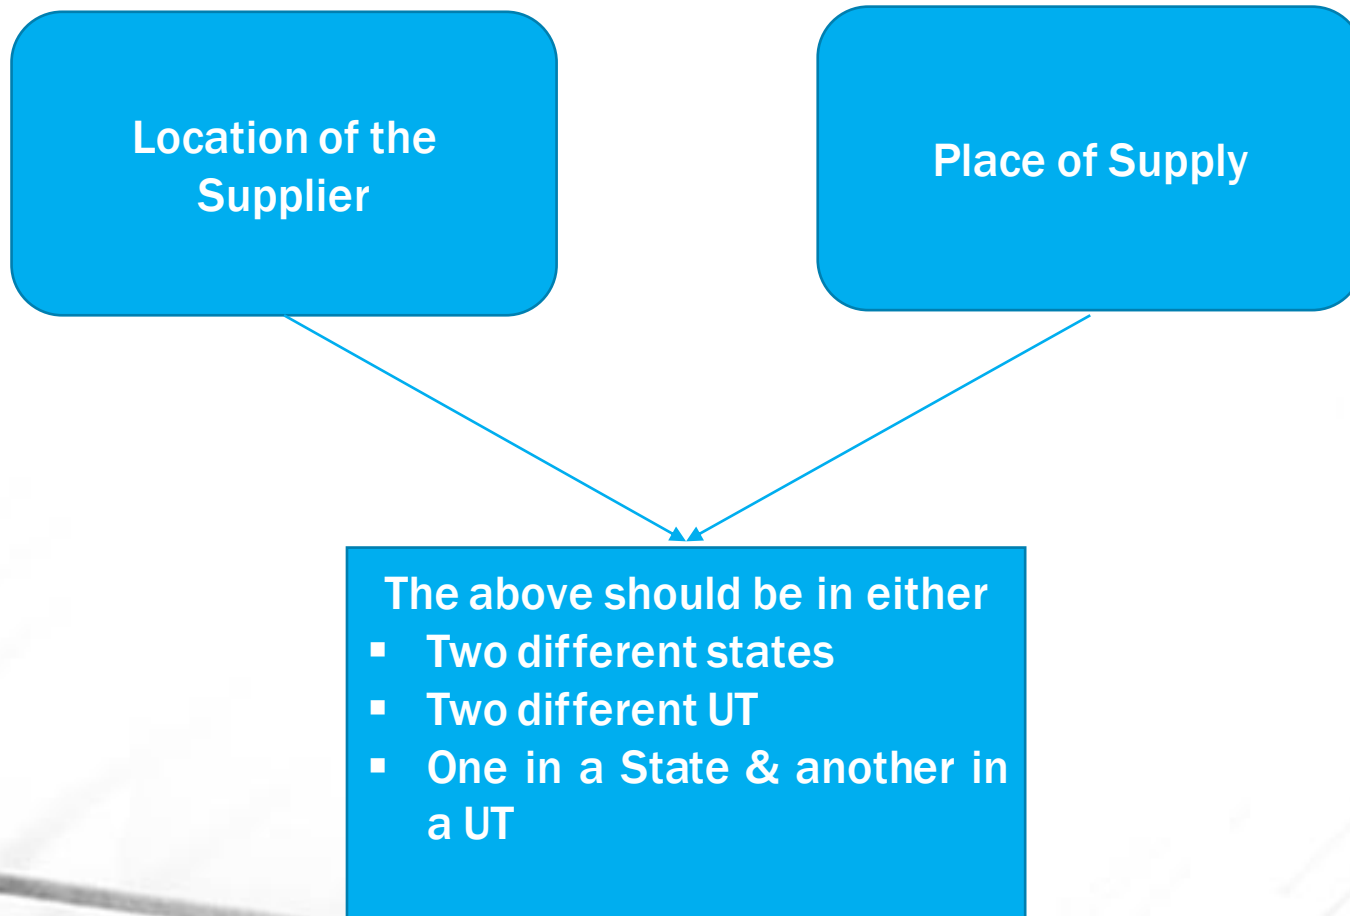 Location of the
Supplier
Place of Supply
The above should be in either
▪ Two different states
▪ Two different UT
▪ One in a State & another in
a UT